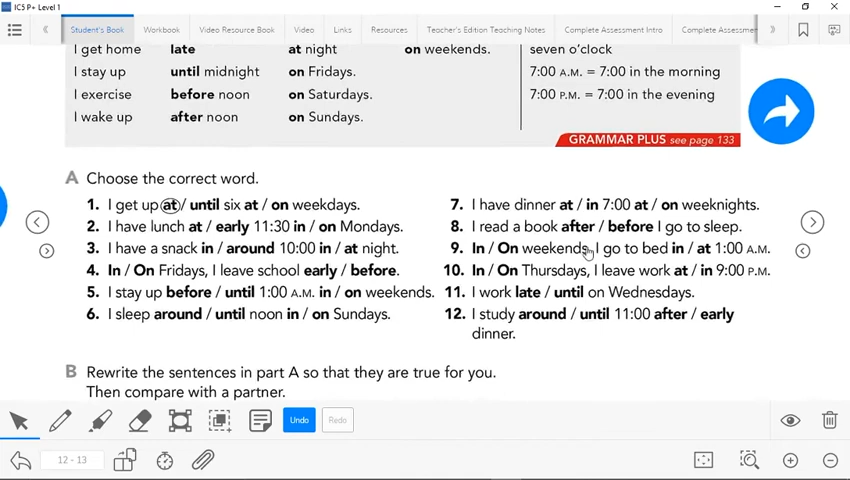 IC5 P+ Level 1
Student's Book Workbook Video Resource Book Video Links Resources Teacher's Edition Teaching Notes Complete Assessment Intro Complete Assessmen
I get home late at night on weekends. seven o'clock
I stay up until midnight on Fridays. 7:00 A.M. = 7:00 in the morning
I exercise before noon on Saturdays. 7:00 P.M. = 7:00 in the evening
I wake up after noon on Sundays.
GRAMMAR PLUS see page 133
A Choose the correct word.
1. I get up at / until six at / on weekdays.
2. I have lunch at / early 11:30 in / on Mondays.
3. I have a snack in / around 10:00 in / at night.
4. In / On Fridays, I leave school early / before.
5. I stay up before / until 1:00 A.M. in / on weekends.
6. I sleep around / until noon in / on Sundays.
7. I have dinner at / in 7:00 at / on weeknights.
8. I read a book after / before I go to sleep.
9. In / On weekends, I go to bed in / at 1:00 A.M.
10. In / On Thursdays, I leave work at / in 9:00 P.M.
11. I work late / until on Wednesdays.
12. I study around / until 11:00 after / early
dinner.
B Rewrite the sentences in part A so that they are true for you.
Then compare with a partner.
Undo Redo
12 - 13